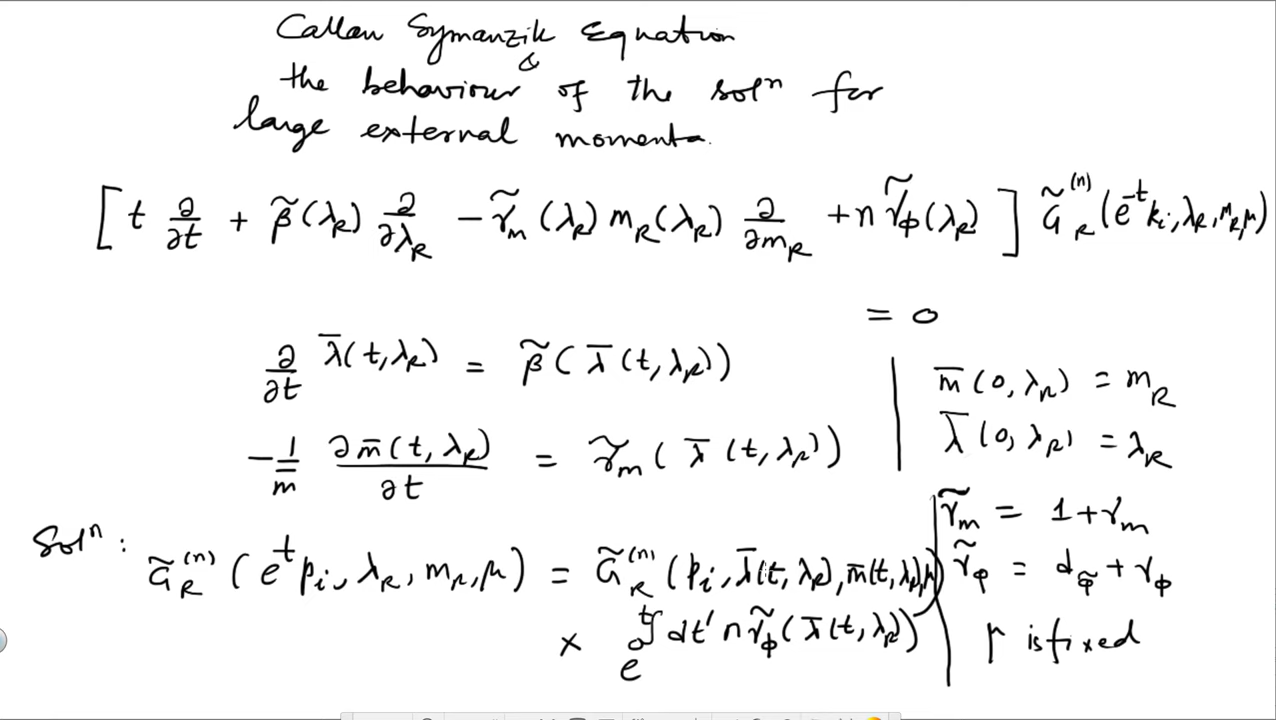 Callan Symanzik Equation
&
the behaviour of the solⁿ for
large external momenta.
[ t ∂/∂t + β̃(λ_R) ∂/∂λ_R − γ̃_m(λ_R) m_R(λ_R) ∂/∂m_R + n γ̃_φ(λ_R) ] G̃_R^(n) (e^{-t} k_i, λ_R, m_R, μ)
= 0
∂/∂t λ̄(t, λ_R) = β̃( λ̄(t, λ_R))
m̄(0, λ_R) = m_R
− 1/m̄ ∂m̄(t, λ_R)/∂t = γ̃_m( λ̄(t, λ_R))
λ̄(0, λ_R) = λ_R
γ̃_m = 1 + γ_m
Solⁿ :
G̃_R^(n) (e^t p_i, λ_R, m_R, μ) = G̃_R^(n) (p_i, λ̄(t, λ_R), m̄(t, λ_R), μ)
γ̃_φ = d_φ̃ + γ_φ
× e^{∫_0^t dt' n γ̃_φ( λ̄(t, λ_R))}
μ is fixed